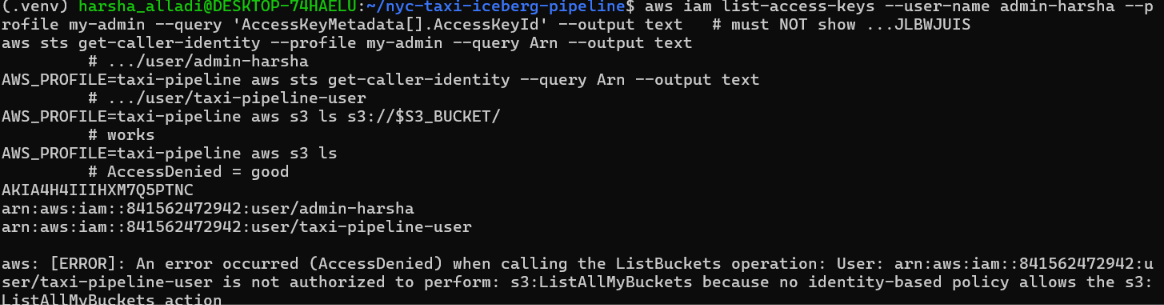 (.venv) harsha_alladi@DESKTOP-74HAELU:~/nyc-taxi-iceberg-pipeline$ aws iam list-access-keys --user-name admin-harsha --p
rofile my-admin --query 'AccessKeyMetadata[].AccessKeyId' --output text   # must NOT show ...JLBWJUIS
aws sts get-caller-identity --profile my-admin --query Arn --output text
         # .../user/admin-harsha
AWS_PROFILE=taxi-pipeline aws sts get-caller-identity --query Arn --output text
         # .../user/taxi-pipeline-user
AWS_PROFILE=taxi-pipeline aws s3 ls s3://$S3_BUCKET/
         # works
AWS_PROFILE=taxi-pipeline aws s3 ls
         # AccessDenied = good
AKIA4H4IIIHXM7Q5PTNC
arn:aws:iam::841562472942:user/admin-harsha
arn:aws:iam::841562472942:user/taxi-pipeline-user

aws: [ERROR]: An error occurred (AccessDenied) when calling the ListBuckets operation: User: arn:aws:iam::841562472942:u
ser/taxi-pipeline-user is not authorized to perform: s3:ListAllMyBuckets because no identity-based policy allows the s3:
ListAllMyBuckets action